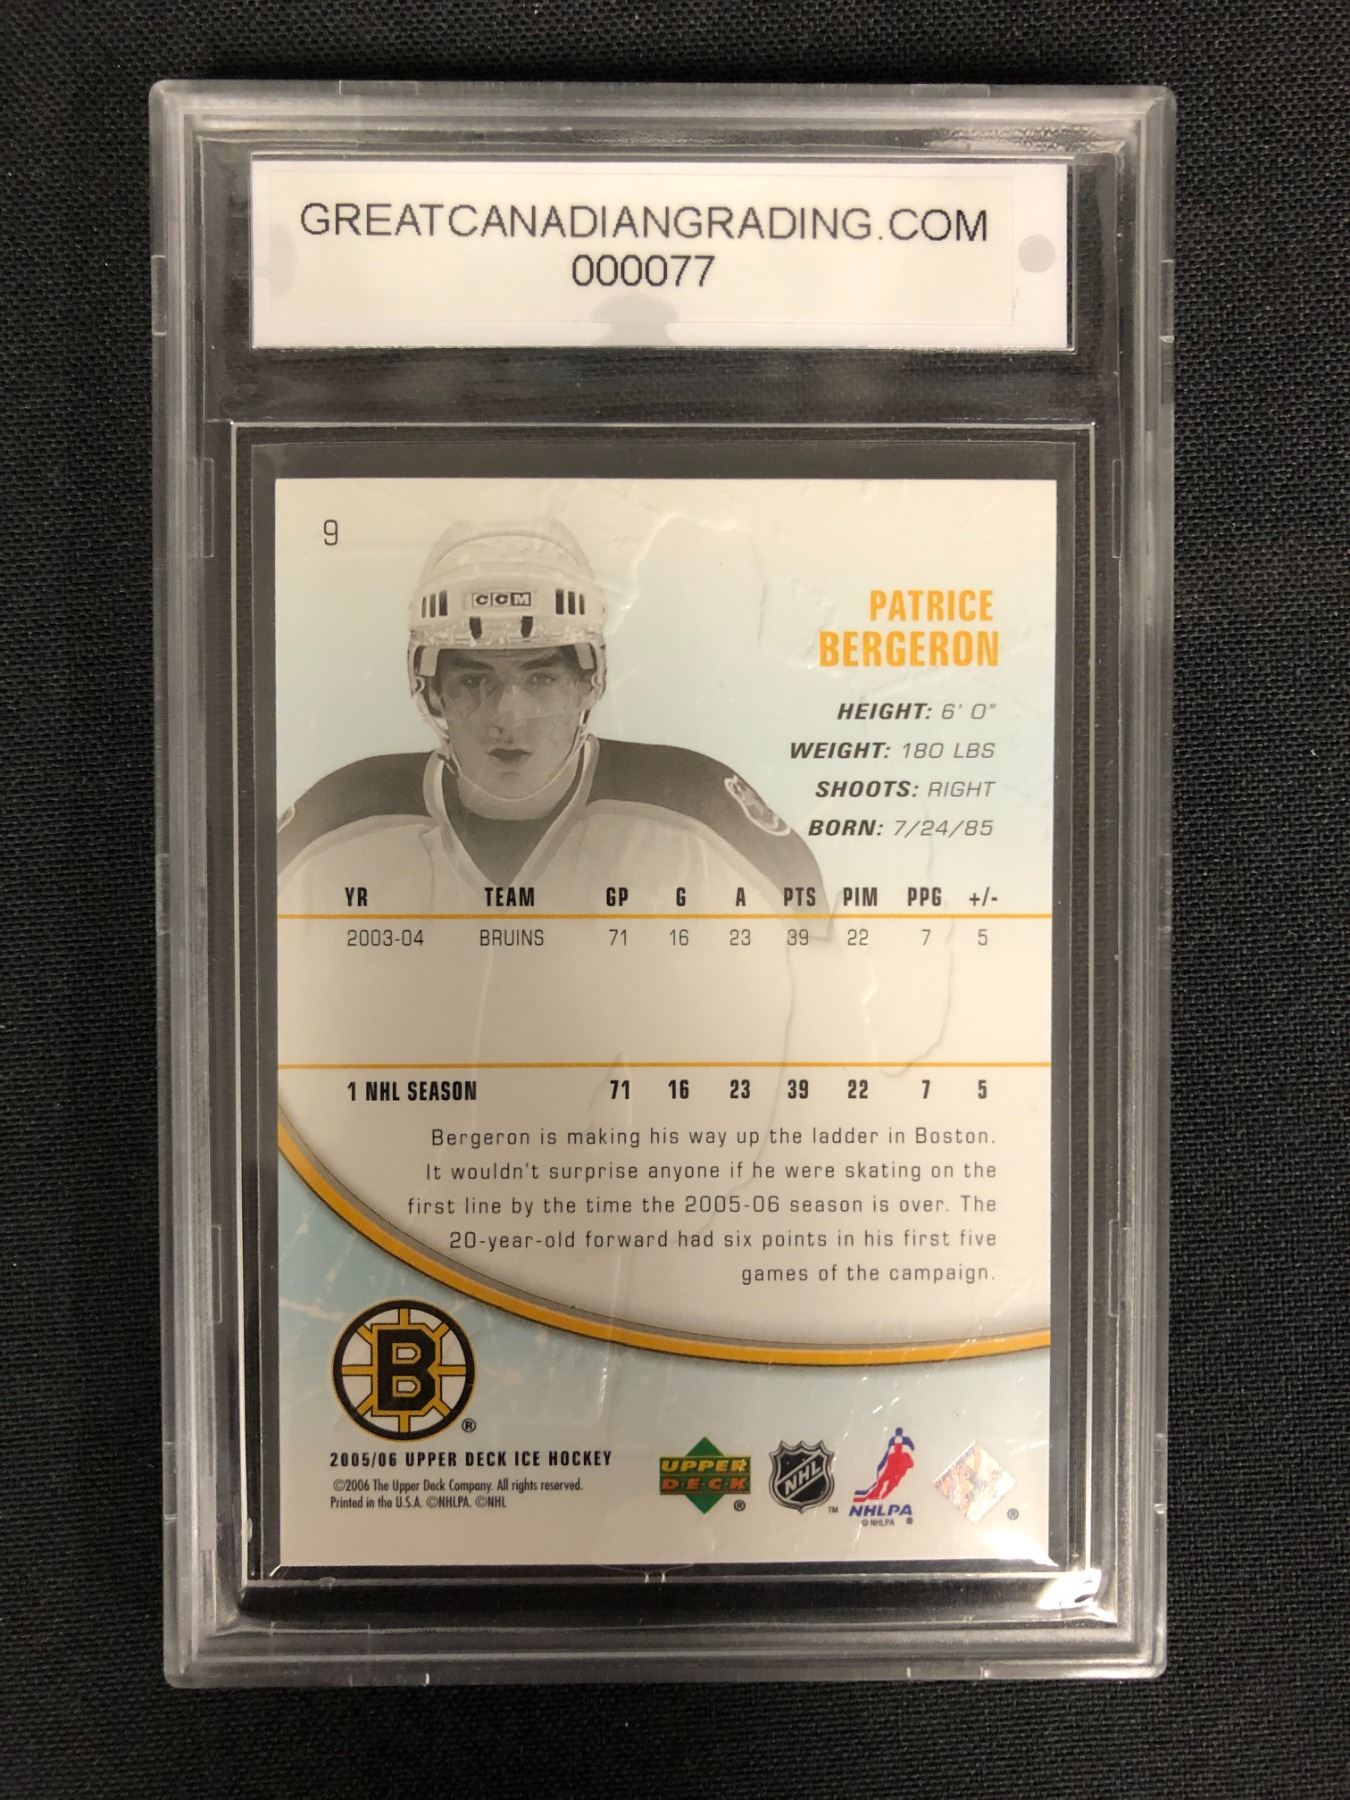 GREATCANADIANGRADING.COM
000077
9
CCM
PATRICE
BERGERON
HEIGHT: 6' 0"
WEIGHT: 180 LBS
SHOOTS: RIGHT
BORN: 7/24/85
YR TEAM GP G A PTS PIM PPG +/-
2003-04 BRUINS 71 16 23 39 22 7 5
1 NHL SEASON 71 16 23 39 22 7 5
Bergeron is making his way up the ladder in Boston.
It wouldn't surprise anyone if he were skating on the
first line by the time the 2005-06 season is over. The
20-year-old forward had six points in his first five
games of the campaign.
B ®
2005/06 UPPER DECK ICE HOCKEY
©2006 The Upper Deck Company. All rights reserved.
Printed in the U.S.A. ©NHLPA. ©NHL
UPPER
DECK ®
NHL ™
NHLPA
© NHLPA ®
®